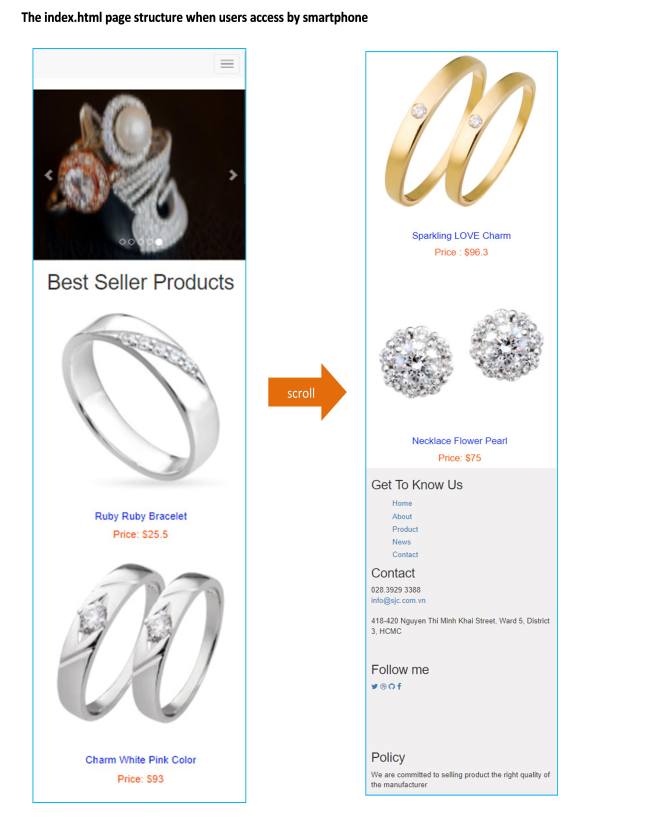 The index.html page structure when users access by smartphone
Best Seller Products
Ruby Ruby Bracelet
Price: $25.5
Charm White Pink Color
Price: $93
scroll
Sparkling LOVE Charm
Price : $96.3
Necklace Flower Pearl
Price: $75
Get To Know Us
Home
About
Product
News
Contact
Contact
028.3929 3388
info@sjc.com.vn
418-420 Nguyen Thi Minh Khai Street, Ward 5, District
3, HCMC
Follow me
Policy
We are committed to selling product the right quality of
the manufacturer